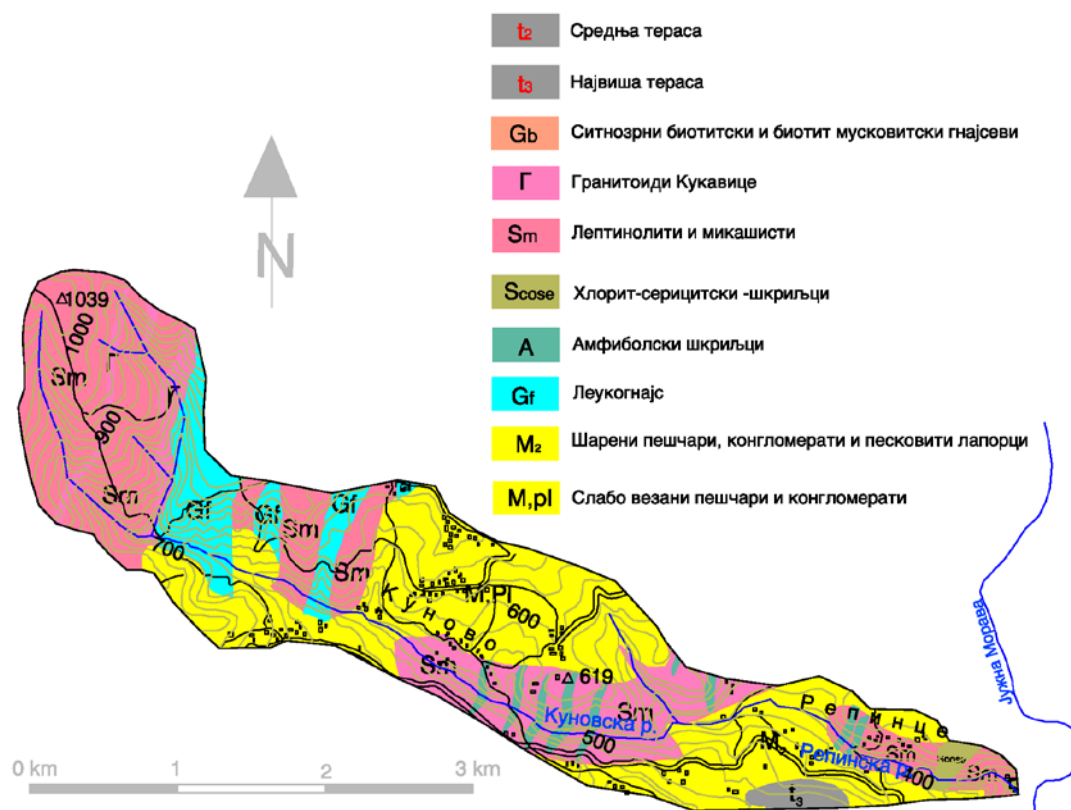 t2 Средња тераса
t3 Највиша тераса
Gb Ситнозрни биотитски и биотит мусковитски гнајсеви
Г Гранитоиди Кукавице
Sm Лептинолити и микашисти
Scose Хлорит-серицитски -шкриљци
A Амфиболски шкриљци
Gf Леукогнајс
M2 Шарени пешчари, конгломерати и песковити лапорци
M,pl Слабо везани пешчари и конгломерати
N
1039
1000
Г
Sm
Г
900
Sm
Gf
Gf
Sm
Gf
700
Sm
M.Pl
Куново
600
Sm
619
Sm
Куновска р.
500
Јужна Морава
Репинце
Sm
Scose
Sm
Репинска р.
400
t3
0 km
1
2
3 km